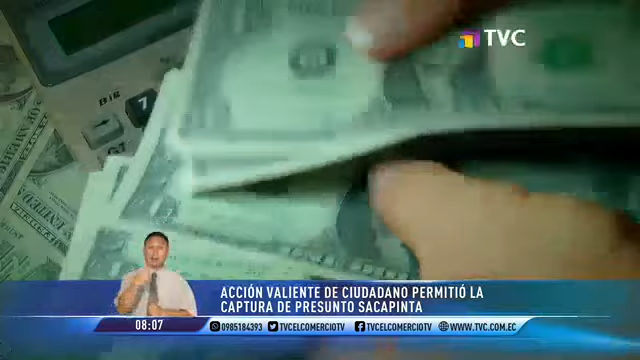 TVC
7
ACCIÓN VALIENTE DE CIUDADANO PERMITIÓ LA
CAPTURA DE PRESUNTO SACAPINTA
08:07
0985184393 TVCELCOMERCIOTV TVCELCOMERCIOTV WWW.TVC.COM.EC